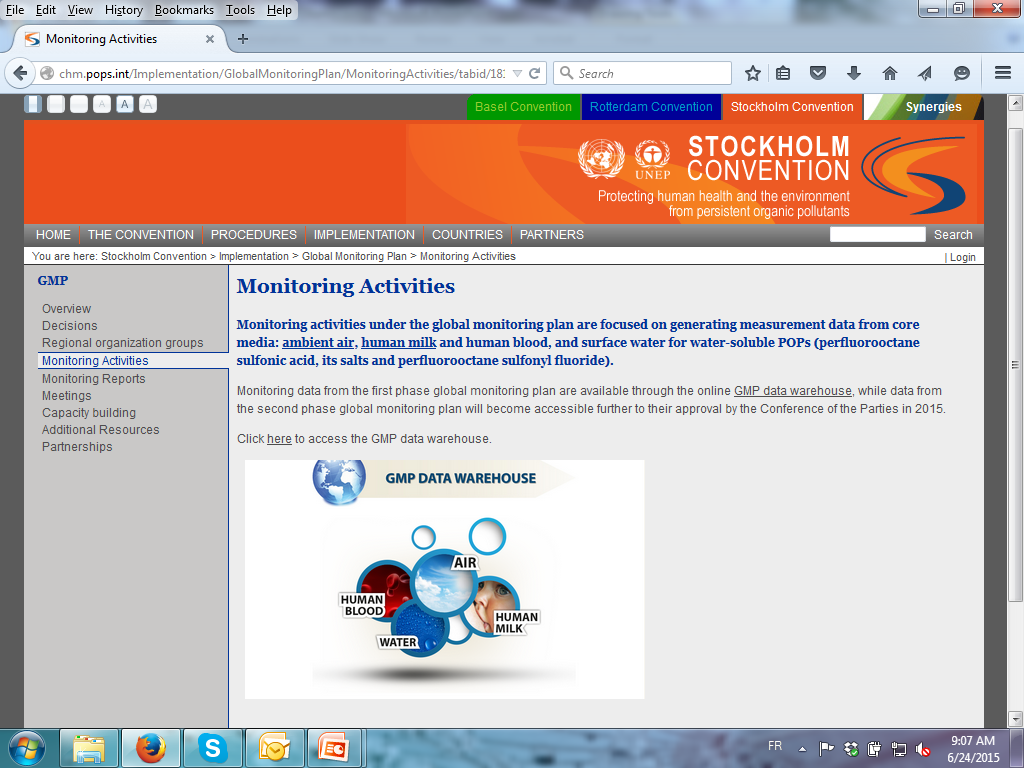 File Edit View History Bookmarks Tools Help
Monitoring Activities
chm.pops.int/Implementation/GlobalMonitoringPlan/MonitoringActivities/tabid/18
Search
A A A
Basel Convention Rotterdam Convention Stockholm Convention Synergies
UNEP
STOCKHOLM
CONVENTION
Protecting human health and the environment
from persistent organic pollutants
HOME THE CONVENTION PROCEDURES IMPLEMENTATION COUNTRIES PARTNERS Search
You are here: Stockholm Convention > Implementation > Global Monitoring Plan > Monitoring Activities | Login
GMP
Overview
Decisions
Regional organization groups
Monitoring Activities
Monitoring Reports
Meetings
Capacity building
Additional Resources
Partnerships
Monitoring Activities
Monitoring activities under the global monitoring plan are focused on generating measurement data from core
media: ambient air, human milk and human blood, and surface water for water-soluble POPs (perfluorooctane
sulfonic acid, its salts and perfluorooctane sulfonyl fluoride).
Monitoring data from the first phase global monitoring plan are available through the online GMP data warehouse, while data from
the second phase global monitoring plan will become accessible further to their approval by the Conference of the Parties in 2015.
Click here to access the GMP data warehouse.
GMP DATA WAREHOUSE
AIR
HUMAN
BLOOD
HUMAN
MILK
WATER
FR
9:07 AM
6/24/2015